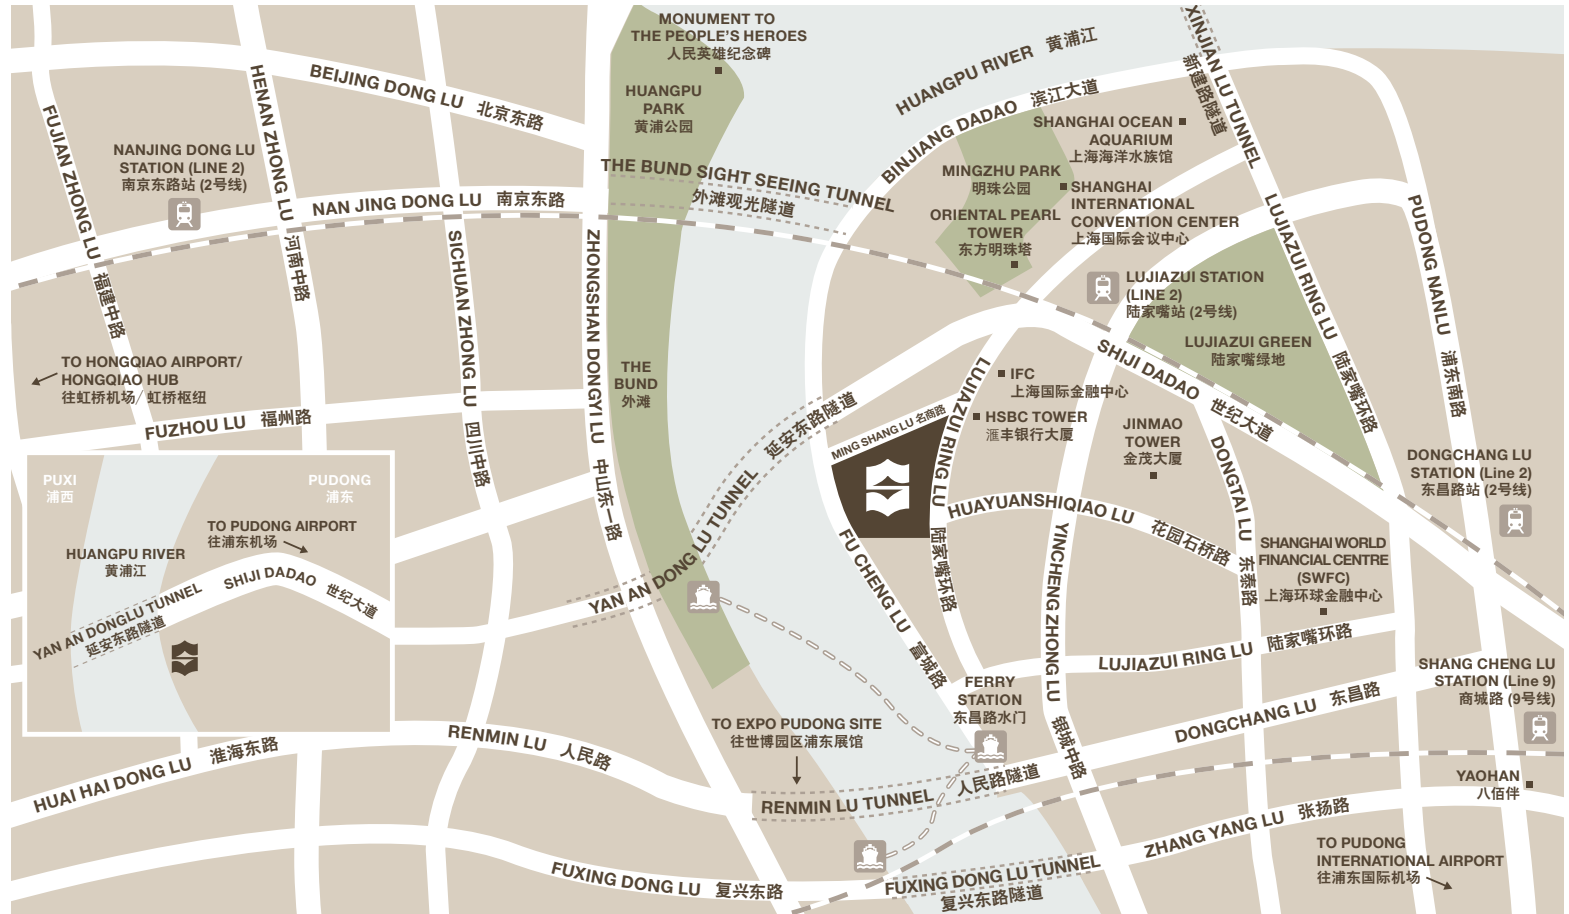 MONUMENT TO
THE PEOPLE'S HEROES
人民英雄纪念碑
HUANGPU
PARK
黄浦公园
HUANGPU RIVER 黄浦江
BINJIANG DADAO 滨江大道
XINJIAN LU TUNNEL
新建路隧道
BEIJING DONG LU 北京东路
HENAN ZHONG LU 河南中路
FUJIAN ZHONG LU 福建中路
NANJING DONG LU
STATION (LINE 2)
南京东路站 (2号线)
NAN JING DONG LU 南京东路
THE BUND SIGHT SEEING TUNNEL
外滩观光隧道
SHANGHAI OCEAN
AQUARIUM
上海海洋水族馆
MINGZHU PARK
明珠公园
SHANGHAI
INTERNATIONAL
CONVENTION CENTER
上海国际会议中心
ORIENTAL PEARL
TOWER
东方明珠塔
LUJIAZUI STATION
(LINE 2)
陆家嘴站 (2号线)
LUJIAZUI RING LU 陆家嘴环路
PUDONG NANLU 浦东南路
LUJIAZUI GREEN
陆家嘴绿地
SICHUAN ZHONG LU 四川中路
ZHONGSHAN DONGYI LU 中山东一路
THE
BUND
外滩
TO HONGQIAO AIRPORT/
HONGQIAO HUB
往虹桥机场/ 虹桥枢纽
FUZHOU LU 福州路
SHIJI DADAO 世纪大道
IFC
上海国际金融中心
HSBC TOWER
滙丰银行大厦
JINMAO
TOWER
金茂大厦
LUJIAZUI RING LU 陆家嘴环路
MING SHANG LU 名商路
YAN AN DONG LU TUNNEL 延安东路隧道
HUAYUANSHIQIAO LU 花园石桥路
DONGTAI LU 东泰路
DONGCHANG LU
STATION (Line 2)
东昌路站 (2号线)
SHANGHAI WORLD
FINANCIAL CENTRE
(SWFC)
上海环球金融中心
YINCHENG ZHONG LU 银城中路
FU CHENG LU 富城路
PUXI
浦西
PUDONG
浦东
TO PUDONG AIRPORT
往浦东机场
HUANGPU RIVER
黄浦江
SHIJI DADAO 世纪大道
YAN AN DONGLU TUNNEL
延安东路隧道
LUJIAZUI RING LU 陆家嘴环路
SHANG CHENG LU
STATION (Line 9)
商城路 (9号线)
FERRY
STATION
东昌路水门
DONGCHANG LU 东昌路
TO EXPO PUDONG SITE
往世博园区浦东展馆
RENMIN LU 人民路
HUAI HAI DONG LU 淮海东路
RENMIN LU TUNNEL 人民路隧道
YAOHAN
八佰伴
ZHANG YANG LU 张扬路
TO PUDONG
INTERNATIONAL AIRPORT
往浦东国际机场
FUXING DONG LU 复兴东路
FUXING DONG LU TUNNEL
复兴东路隧道